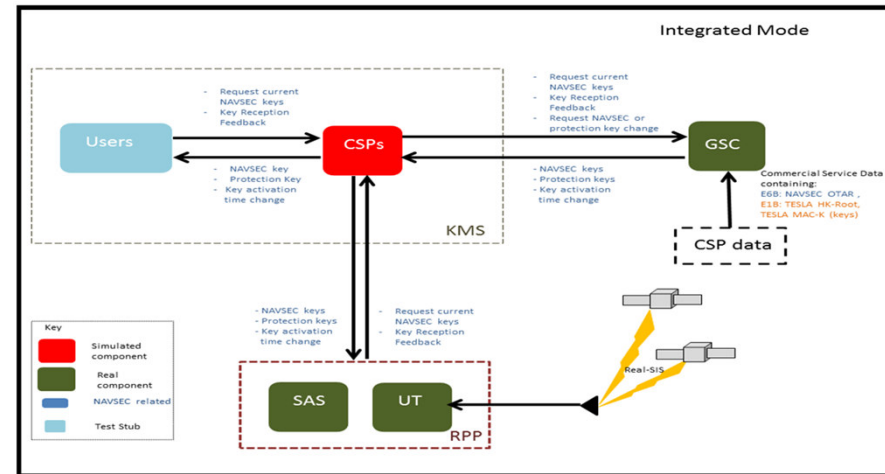 Integrated Mode
- Request current
NAVSEC keys
- Key Reception
Feedback
Users
CSPs
- NAVSEC key
- Protection Key
- Key activation
time change
KMS
- Request current
NAVSEC keys
- Key Reception
Feedback
- Request NAVSEC or
protection key change
GSC
- NAVSEC keys
- Protection keys
- Key activation
time change
Commercial Service Data
containing:
E6B: NAVSEC OTAR ,
E1B: TESLA HK-Root,
TESLA MAC-K (keys)
CSP data
- NAVSEC keys
- Protection keys
- Key activation
time change
- Request current
NAVSEC keys
- Key Reception
Feedback
Key
Simulated
component
Real
component
NAVSEC related
Test Stub
SAS
UT
RPP
Real-SIS